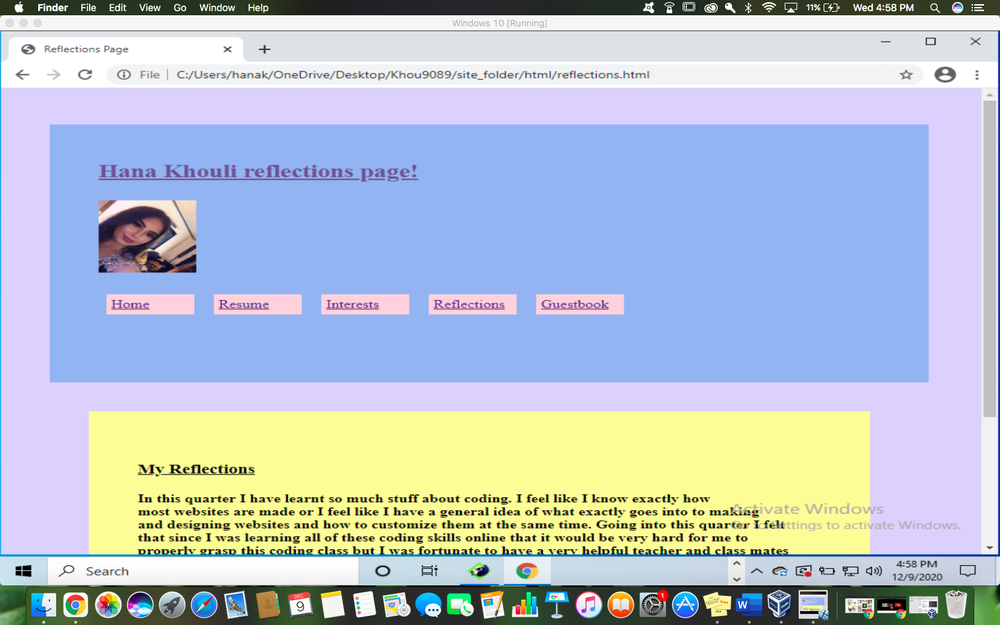 Finder File Edit View Go Window Help
11% Wed 4:58 PM
Windows 10 [Running]
Reflections Page
File | C:/Users/hanak/OneDrive/Desktop/Khou9089/site_folder/html/reflections.html
Hana Khouli reflections page!
Home Resume Interests Reflections Guestbook
My Reflections
In this quarter I have learnt so much stuff about coding. I feel like I know exactly how
most websites are made or I feel like I have a general idea of what exactly goes into to making
and designing websites and how to customize them at the same time. Going into this quarter I felt
that since I was learning all of these coding skills online that it would be very hard for me to
properly grasp this coding class but I was fortunate to have a very helpful teacher and class mates
Activate Windows
Go to Settings to activate Windows.
Search
4:58 PM
12/9/2020
DEC
9
1
W